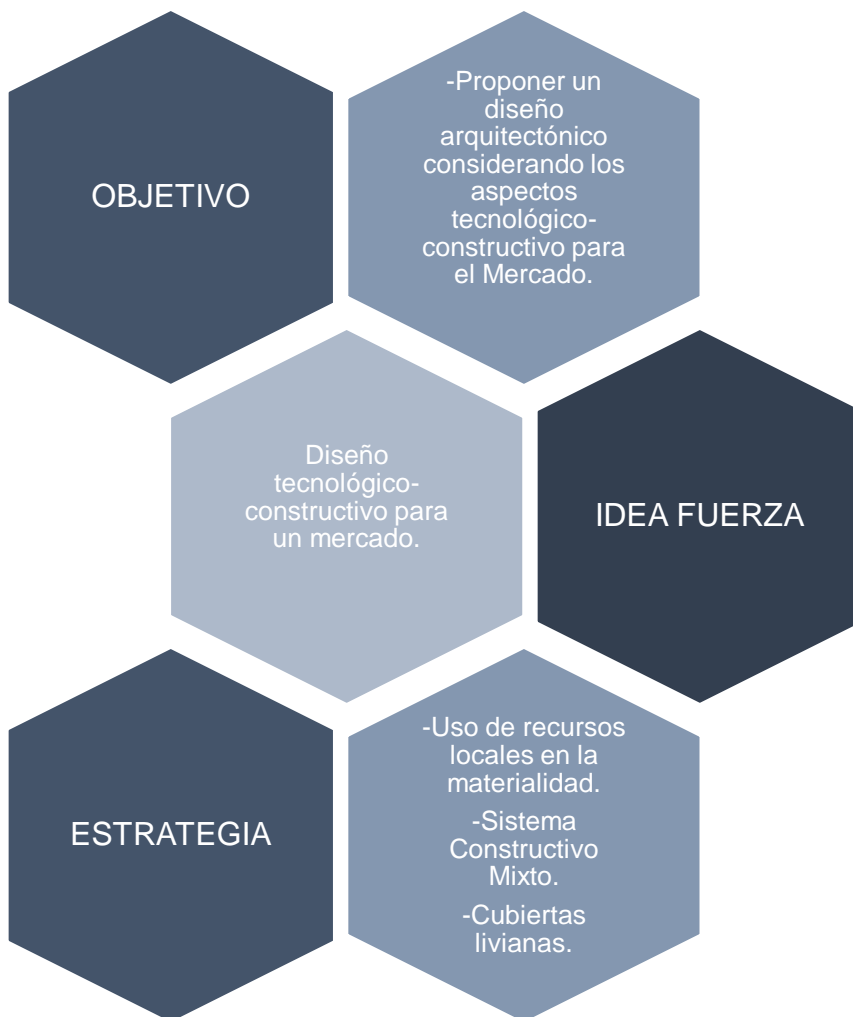 OBJETIVO
-Proponer un
diseño
arquitectónico
considerando los
aspectos
tecnológico-
constructivo para
el Mercado.
Diseño
tecnológico-
constructivo para
un mercado.
IDEA FUERZA
ESTRATEGIA
-Uso de recursos
locales en la
materialidad.
-Sistema
Constructivo
Mixto.
-Cubiertas
livianas.